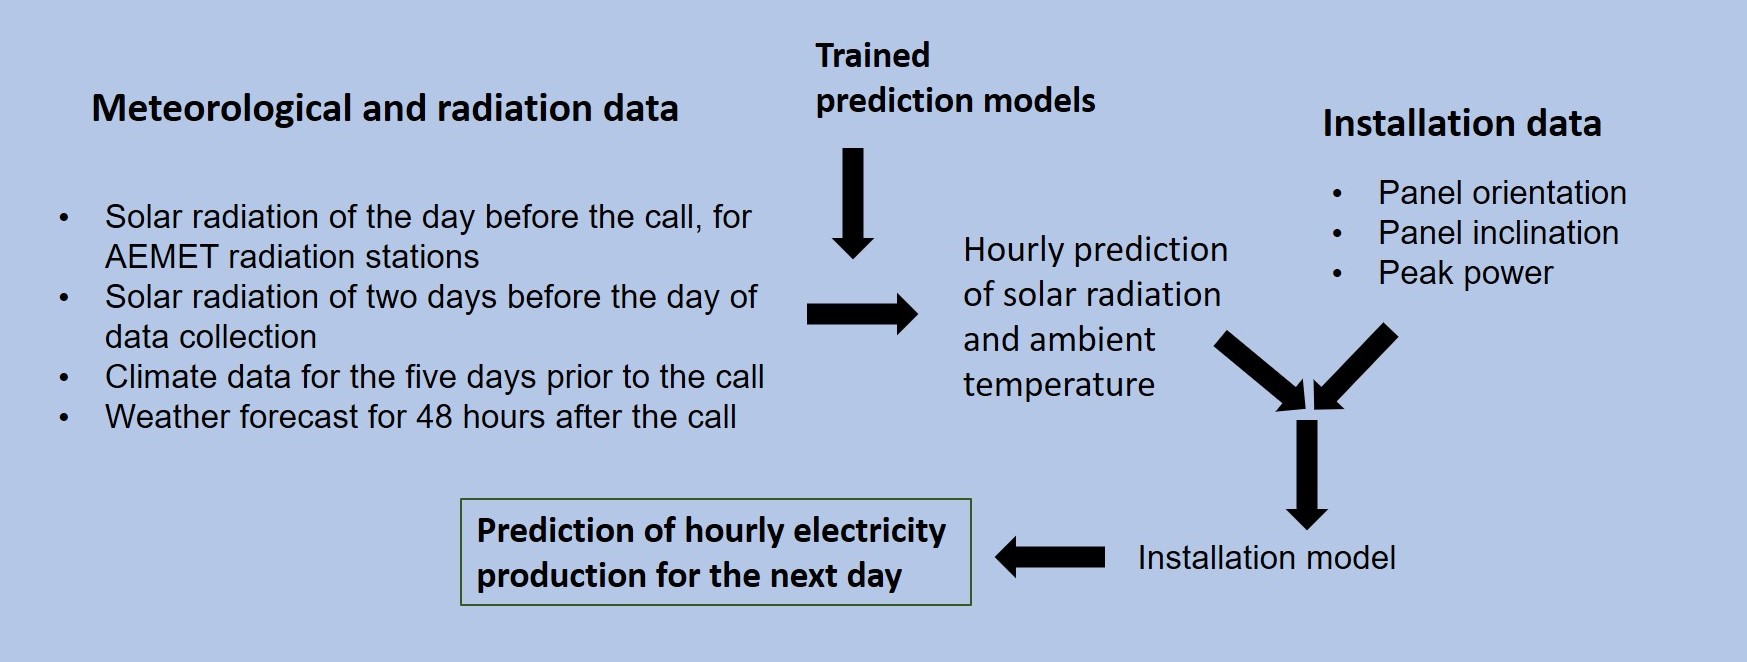 Trained
prediction models
Meteorological and radiation data
Installation data
• Solar radiation of the day before the call, for
AEMET radiation stations
• Solar radiation of two days before the day of
data collection
• Climate data for the five days prior to the call
• Weather forecast for 48 hours after the call
Hourly prediction
of solar radiation
and ambient
temperature
• Panel orientation
• Panel inclination
• Peak power
Installation model
Prediction of hourly electricity
production for the next day